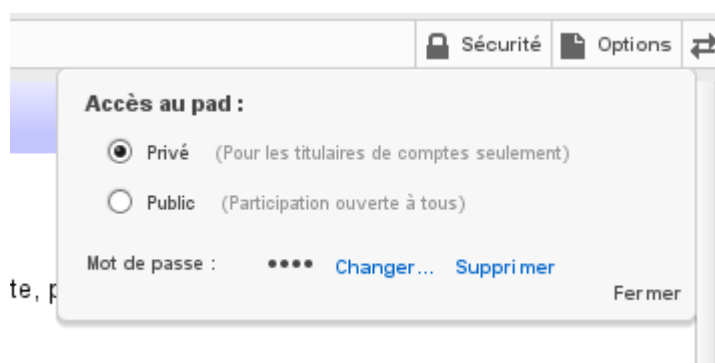 Sécurité Options
Accès au pad :
Privé (Pour les titulaires de comptes seulement)
Public (Participation ouverte à tous)
Mot de passe : •••• Changer... Supprimer
te, p
Fermer